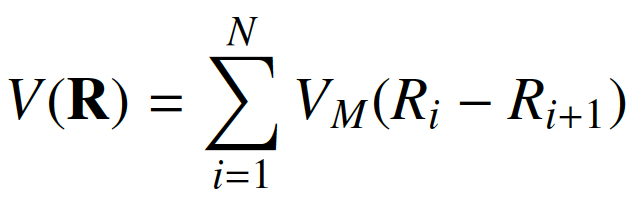 V(𝐑) = ∑_{i=1}^{N} V_M(R_i − R_{i+1})